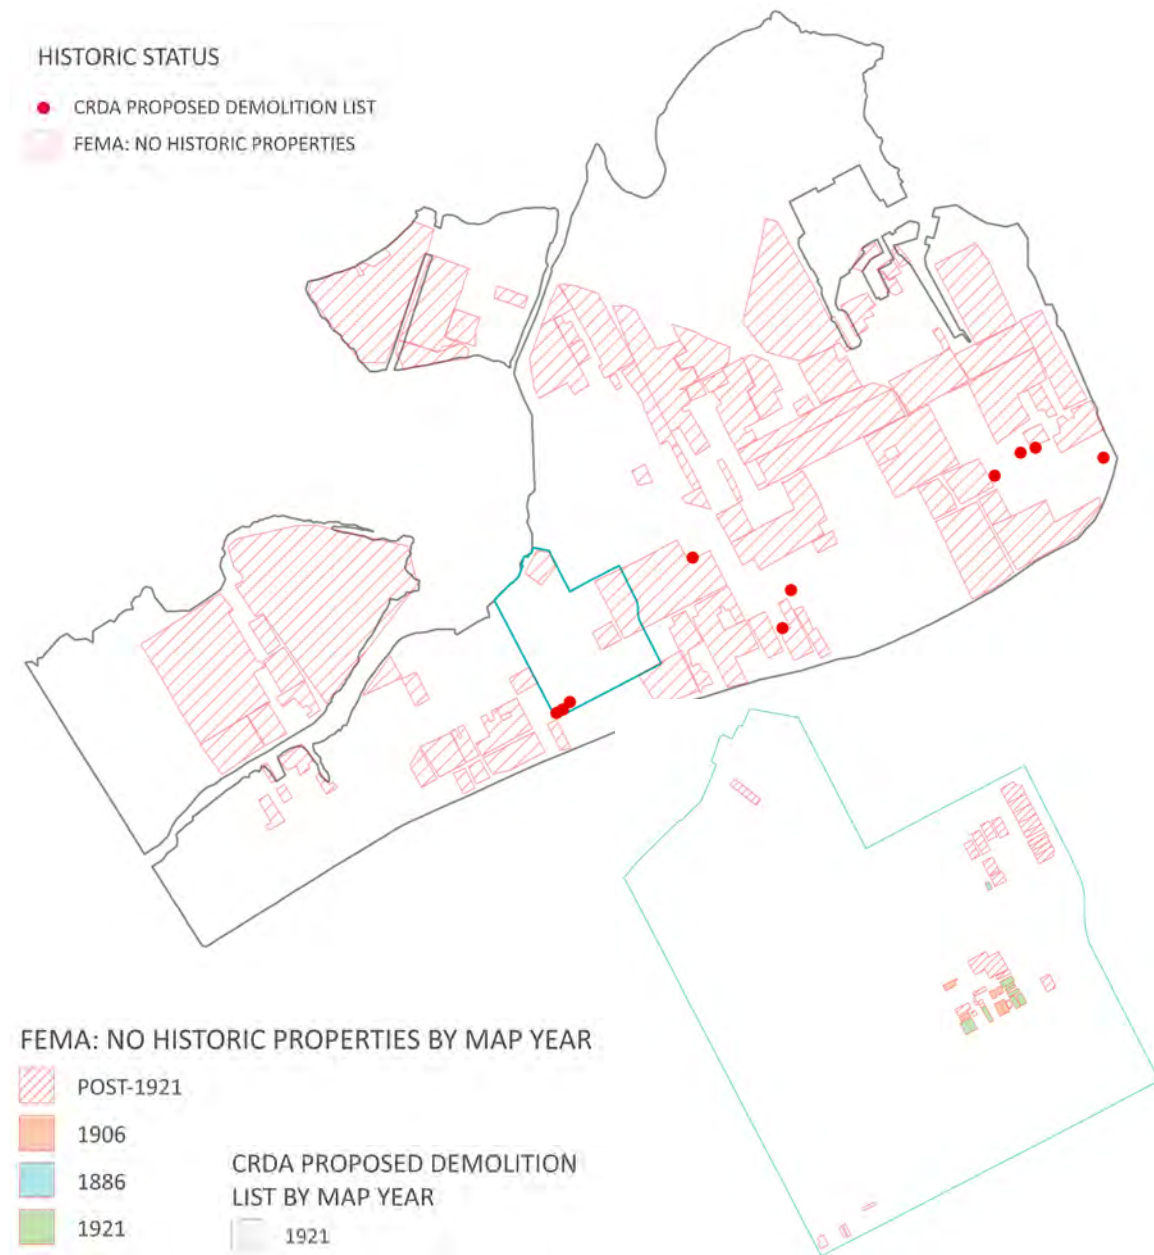 HISTORIC STATUS
CRDA PROPOSED DEMOLITION LIST
FEMA: NO HISTORIC PROPERTIES
FEMA: NO HISTORIC PROPERTIES BY MAP YEAR
POST-1921
1906
1886
1921
CRDA PROPOSED DEMOLITION
LIST BY MAP YEAR
1921